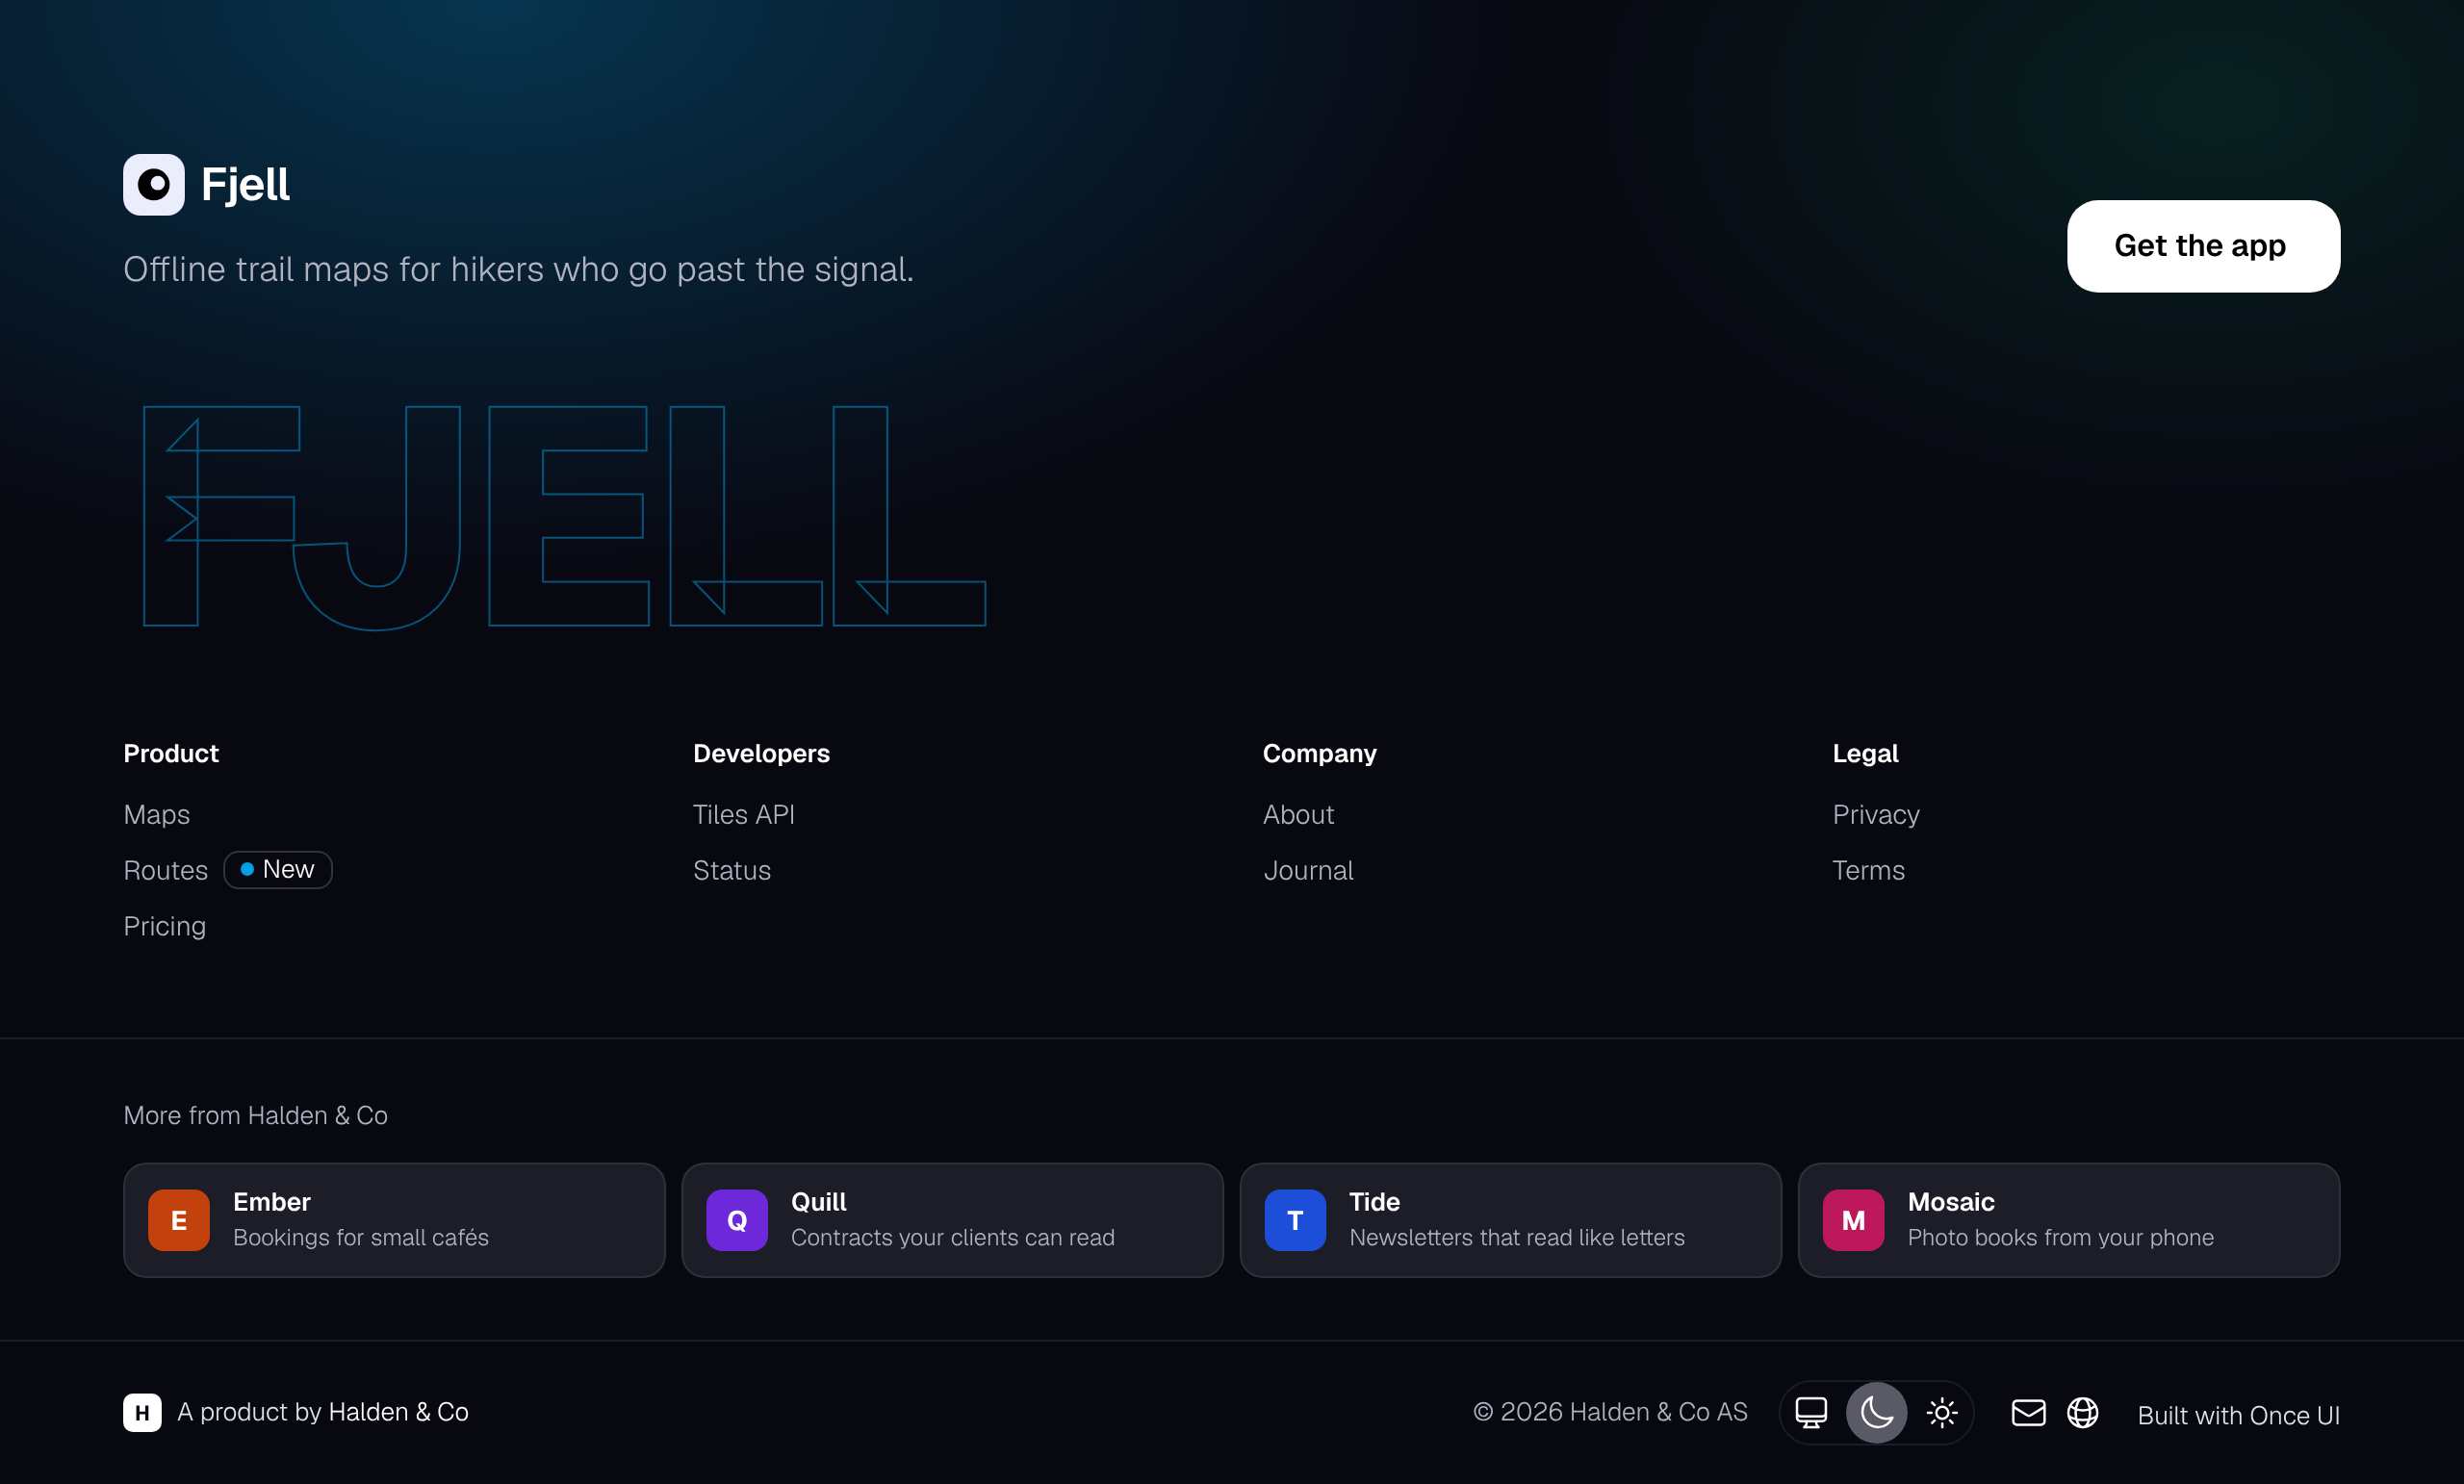 Fjell
Offline trail maps for hikers who go past the signal.
Get the app
FJELL
Product
Maps
Routes New
Pricing
Developers
Tiles API
Status
Company
About
Journal
Legal
Privacy
Terms
More from Halden & Co
E
Ember
Bookings for small cafés
Q
Quill
Contracts your clients can read
T
Tide
Newsletters that read like letters
M
Mosaic
Photo books from your phone
H A product by Halden & Co
© 2026 Halden & Co AS
Built with Once UI